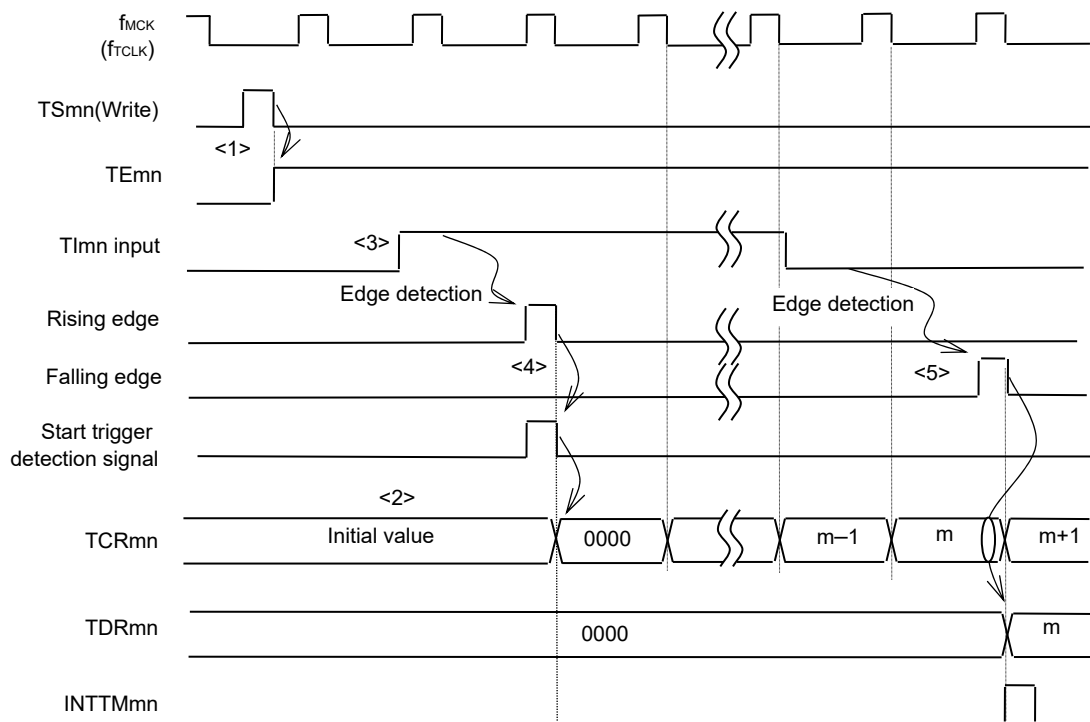 fMCK
(fTCLK)
TSmn(Write)
<1>
TEmn
TImn input
<3>
Edge detection
Edge detection
Rising edge
<4>
<5>
Falling edge
Start trigger
detection signal
<2>
TCRmn
Initial value
0000
m–1
m
m+1
TDRmn
0000
m
INTTMmn